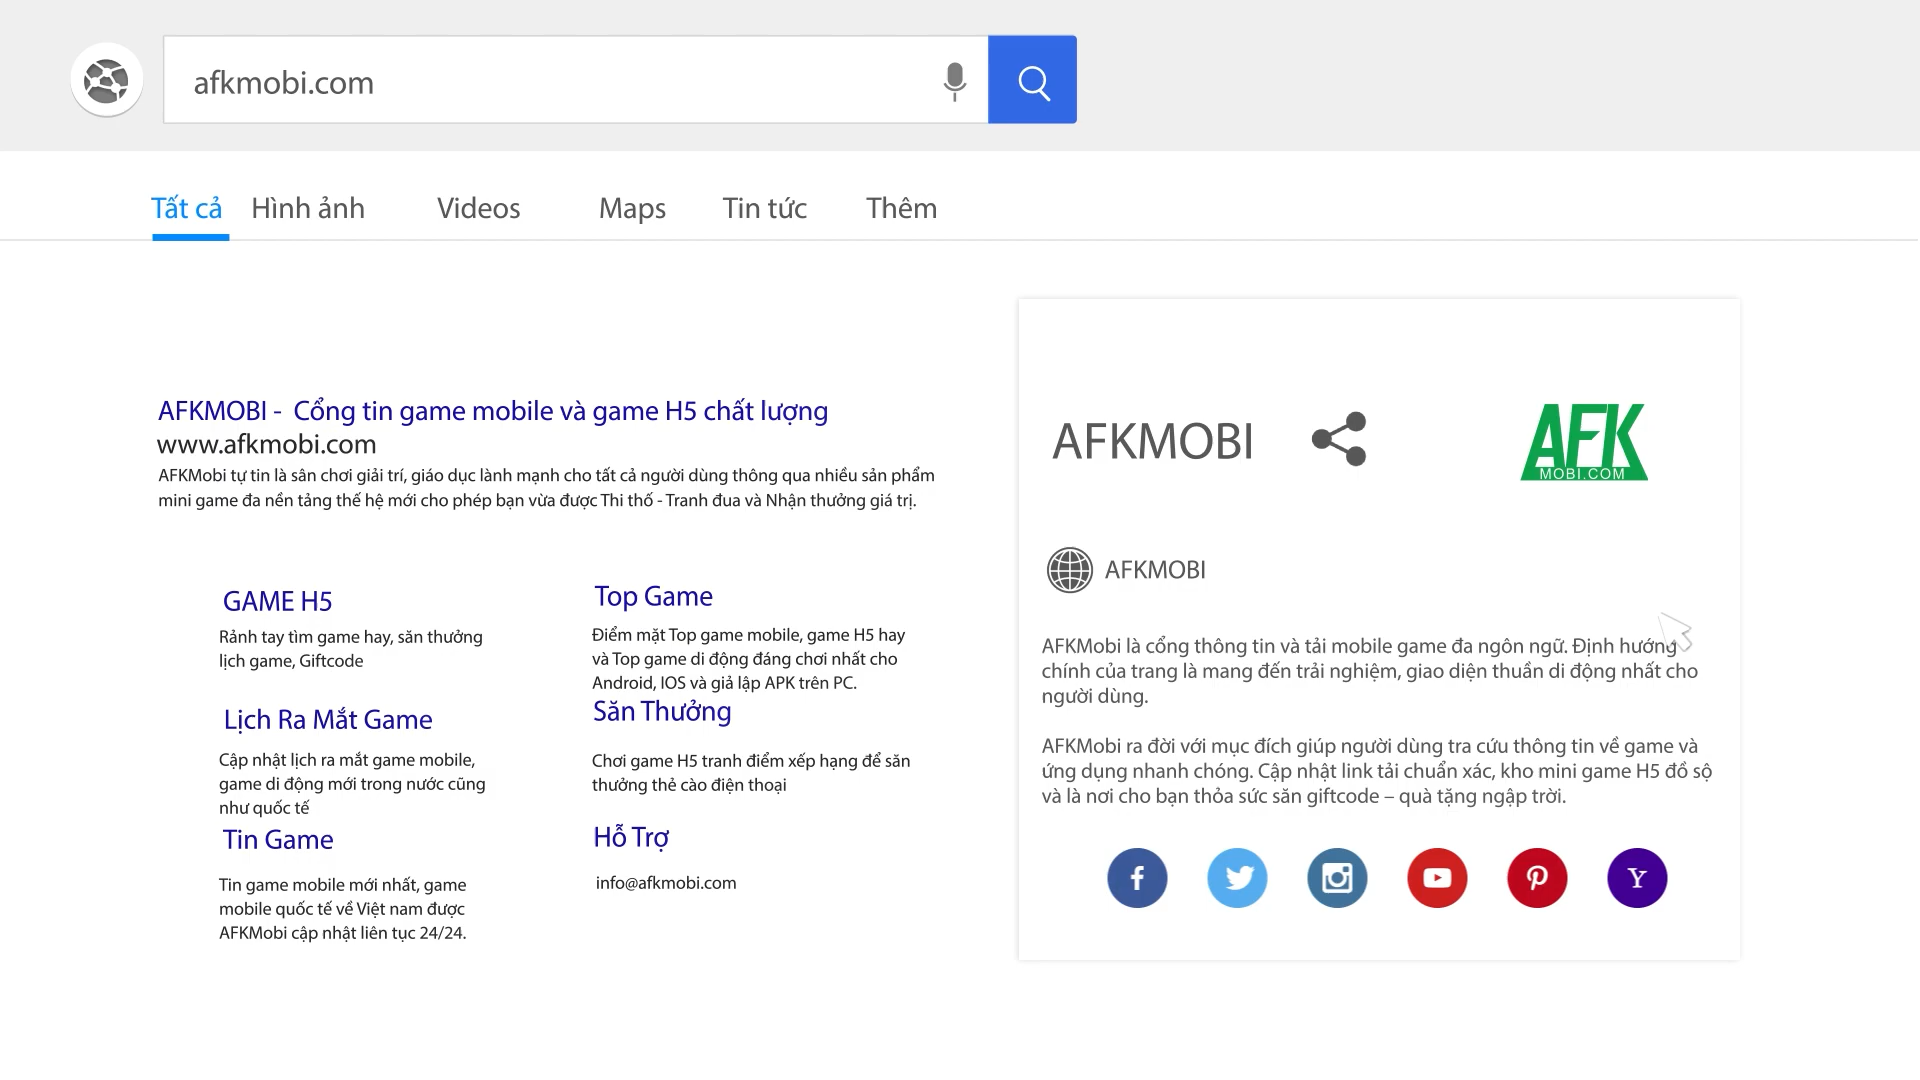 afkmobi.com
Tất cả Hình ảnh Videos Maps Tin tức Thêm
AFKMOBI - Cổng tin game mobile và game H5 chất lượng
www.afkmobi.com
AFKMobi tự tin là sân chơi giải trí, giáo dục lành mạnh cho tất cả người dùng thông qua nhiều sản phẩm
mini game đa nền tảng thế hệ mới cho phép bạn vừa được Thi thố - Tranh đua và Nhận thưởng giá trị.
GAME H5
Rảnh tay tìm game hay, săn thưởng
lịch game, Giftcode
Lịch Ra Mắt Game
Cập nhật lịch ra mắt game mobile,
game di động mới trong nước cũng
như quốc tế
Tin Game
Tin game mobile mới nhất, game
mobile quốc tế về Việt nam được
AFKMobi cập nhật liên tục 24/24.
Top Game
Điểm mặt Top game mobile, game H5 hay
và Top game di động đáng chơi nhất cho
Android, IOS và giả lập APK trên PC.
Săn Thưởng
Chơi game H5 tranh điểm xếp hạng để săn
thưởng thẻ cào điện thoại
Hỗ Trợ
info@afkmobi.com
AFKMOBI
AFK
MOBI.COM
AFKMOBI
AFKMobi là cổng thông tin và tải mobile game đa ngôn ngữ. Định hướng
chính của trang là mang đến trải nghiệm, giao diện thuần di động nhất cho
người dùng.
AFKMobi ra đời với mục đích giúp người dùng tra cứu thông tin về game và
ứng dụng nhanh chóng. Cập nhật link tải chuẩn xác, kho mini game H5 đồ sộ
và là nơi cho bạn thỏa sức săn giftcode – quà tặng ngập trời.